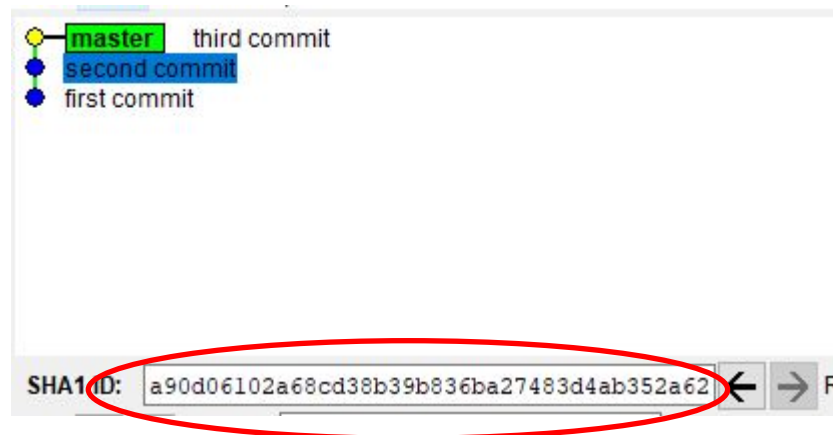 master third commit
second commit
first commit
SHA1 ID: a90d06102a68cd38b39b836ba27483d4ab352a62